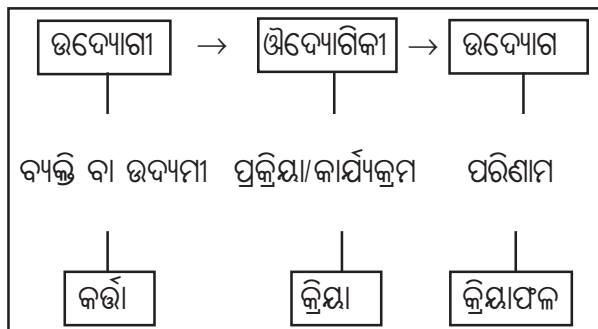 ଉଦ୍ୟୋଗୀ → ଔଦ୍ୟୋଗିକୀ → ଉଦ୍ୟୋଗ
ବ୍ୟକ୍ତି ବା ଉଦ୍ୟମୀ ପ୍ରକ୍ରିୟା/କାର୍ଯ୍ୟକ୍ରମ ପରିଣାମ
କର୍ତ୍ତା କ୍ରିୟା କ୍ରିୟାଫଳ